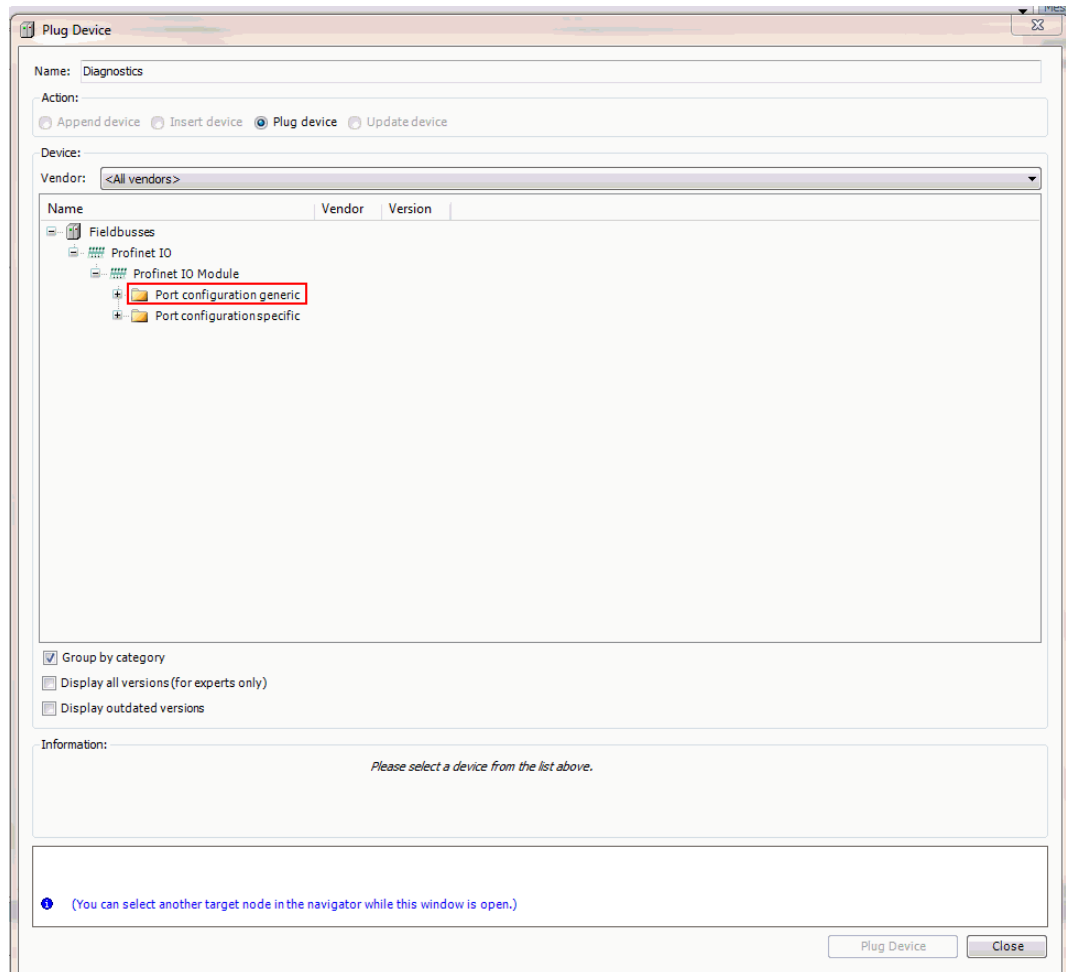 Mes
Plug Device
Name: Diagnostics
Action:
Append device Insert device Plug device Update device
Device:
Vendor: <All vendors>
Name Vendor Version
Fieldbusses
Profinet IO
Profinet IO Module
Port configuration generic
Port configuration specific
Group by category
Display all versions (for experts only)
Display outdated versions
Information:
Please select a device from the list above.
(You can select another target node in the navigator while this window is open.)
Plug Device Close